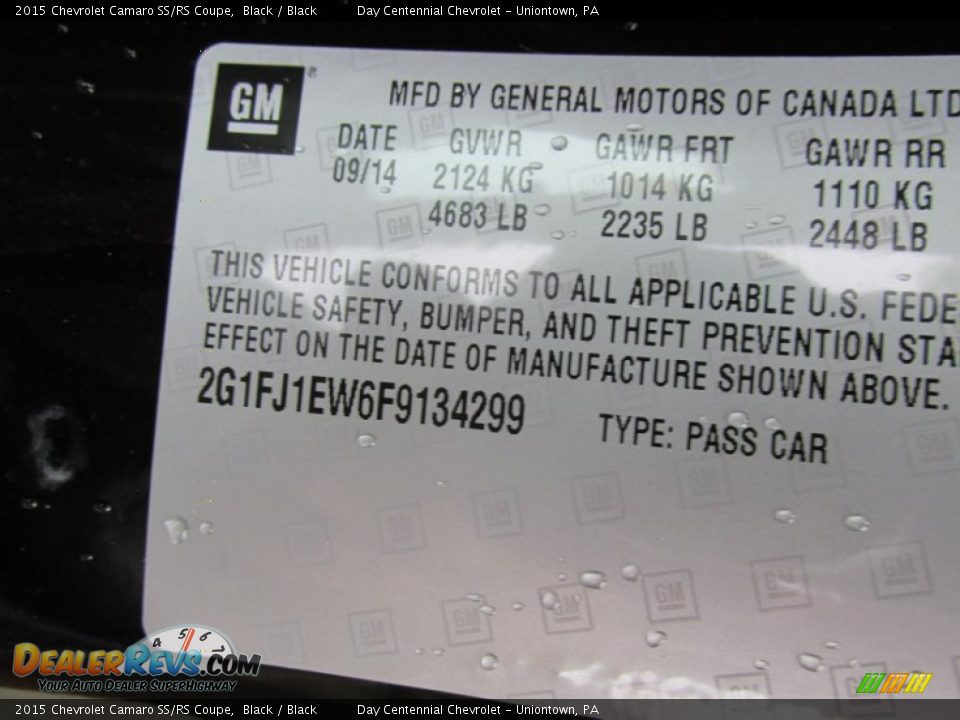 2015 Chevrolet Camaro SS/RS Coupe, Black / Black Day Centennial Chevrolet - Uniontown, PA
GM ®
MFD BY GENERAL MOTORS OF CANADA LTD
DATE GVWR GAWR FRT GAWR RR
09/14 2124 KG 1014 KG 1110 KG
4683 LB 2235 LB 2448 LB
THIS VEHICLE CONFORMS TO ALL APPLICABLE U.S. FEDE
VEHICLE SAFETY, BUMPER, AND THEFT PREVENTION STA
EFFECT ON THE DATE OF MANUFACTURE SHOWN ABOVE.
2G1FJ1EW6F9134299 TYPE: PASS CAR
4 5 6 7
DEALERREVS.COM
YOUR AUTO DEALER SUPERHIGHWAY
2015 Chevrolet Camaro SS/RS Coupe, Black / Black Day Centennial Chevrolet - Uniontown, PA